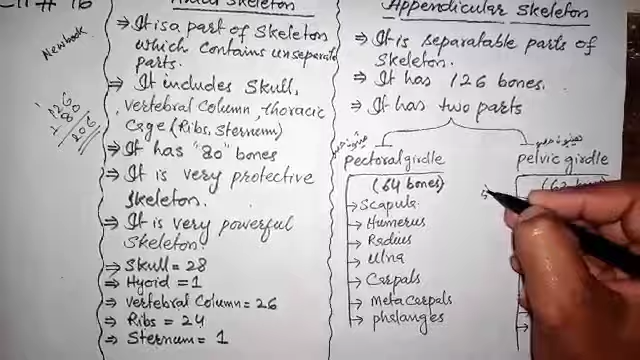 CH # 16
Newbook
126
80
206
Axial Skeleton
⇒ It is a part of Skeleton
which contains unseparate
parts.
⇒ It includes Skull,
vertebral Column, thoracic
Cage (Ribs, Sternum)
⇒ It has "80" bones
⇒ It is very protective
skeleton.
⇒ It is very powerful
Skeleton.
⇒ Skull = 28
⇒ Hyoid = 1
⇒ vertebral Column = 26
⇒ Ribs = 24
⇒ Sternum = 1
Appendicular Skeleton
⇒ It is separatable parts of
Skeleton.
⇒ It has 126 bones.
⇒ It has two parts
pectoral girdle
(64 bones)
→ Scapula
→ Humerus
→ Radius
→ Ulna
→ Carpals
→ Metacarpals
→ phalanges
pelvic girdle
(62